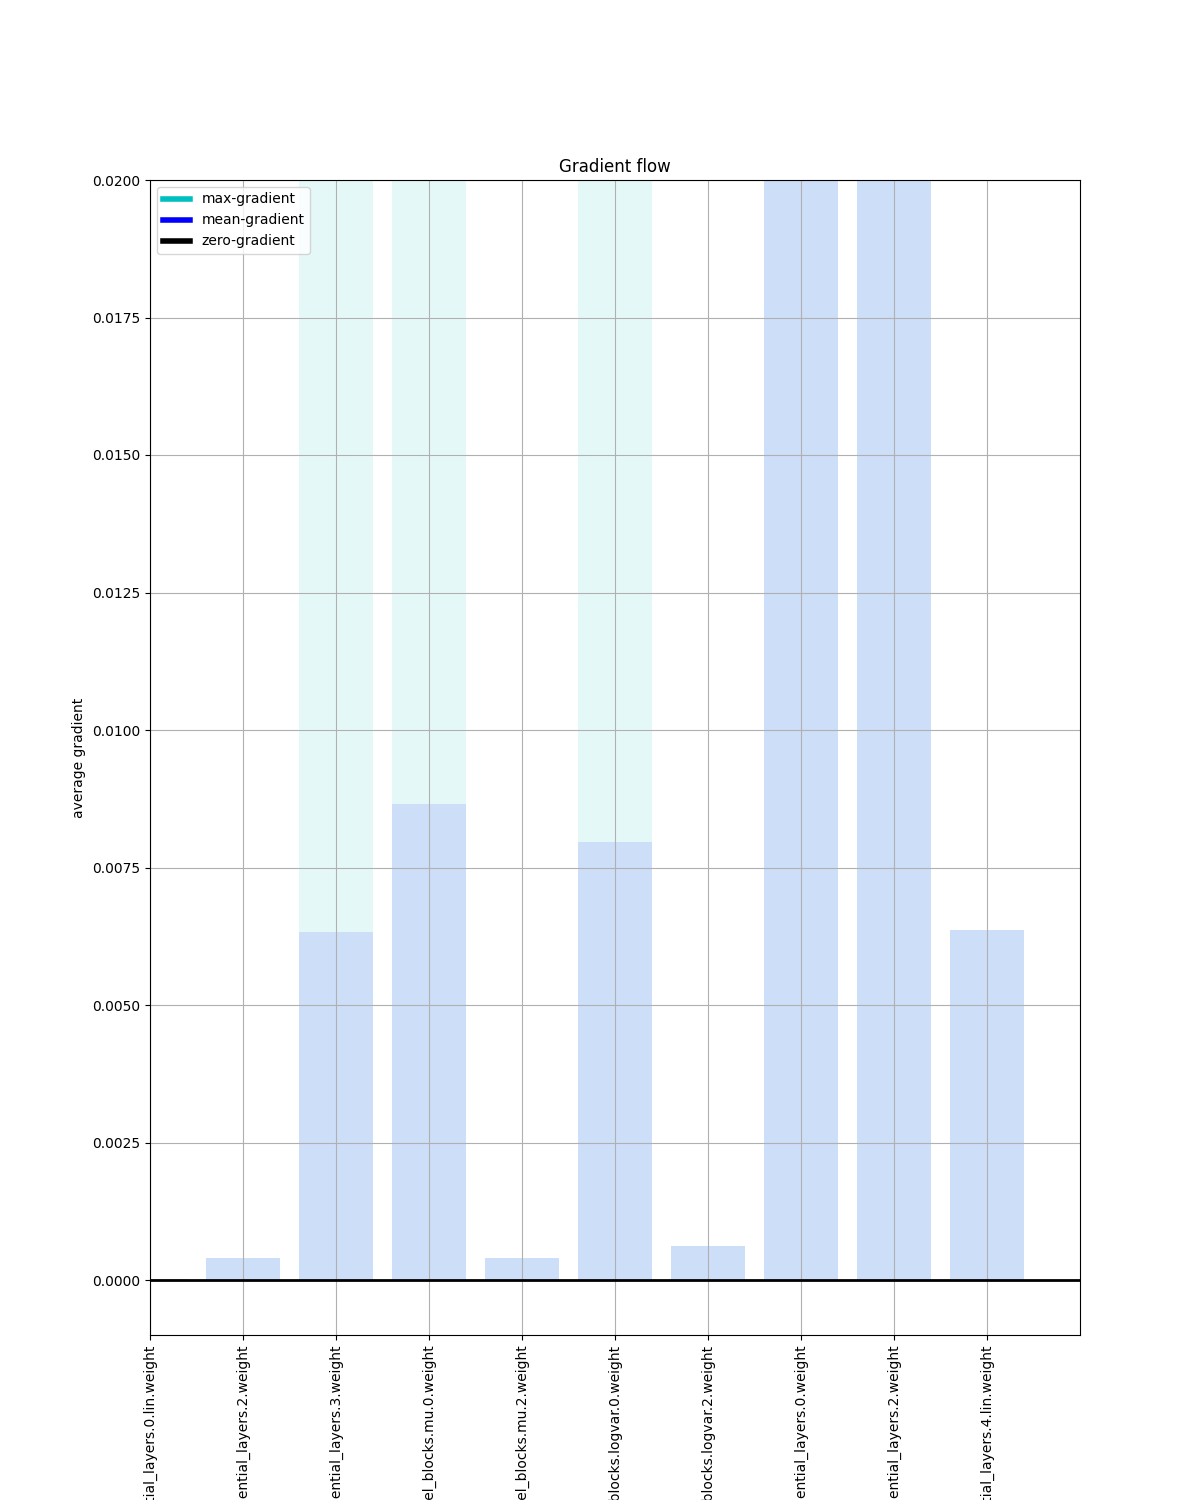 Gradient flow
max-gradient
mean-gradient
zero-gradient
0.0200
0.0175
0.0150
0.0125
0.0100
0.0075
0.0050
0.0025
0.0000
average gradient
tial_layers.0.lin.weight
ential_layers.2.weight
ential_layers.3.weight
el_blocks.mu.0.weight
el_blocks.mu.2.weight
blocks.logvar.0.weight
blocks.logvar.2.weight
ential_layers.0.weight
ential_layers.2.weight
tial_layers.4.lin.weight